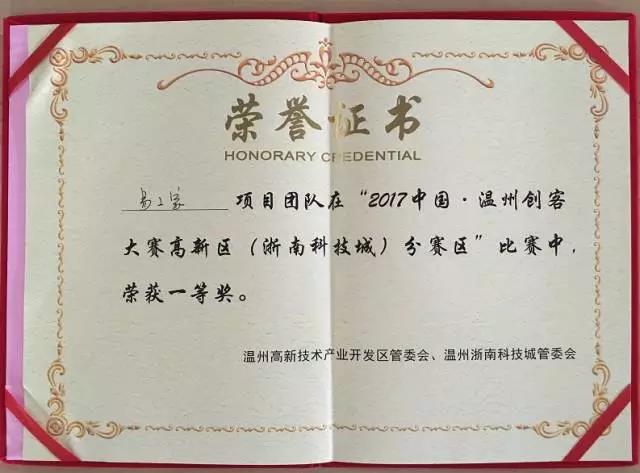 荣誉证书
HONORARY CREDENTIAL
项目团队在“2017中国·温州创客
大赛高新区（浙南科技城）分赛区”比赛中，
荣获一等奖。
温州高新技术产业开发区管委会、温州浙南科技城管委会